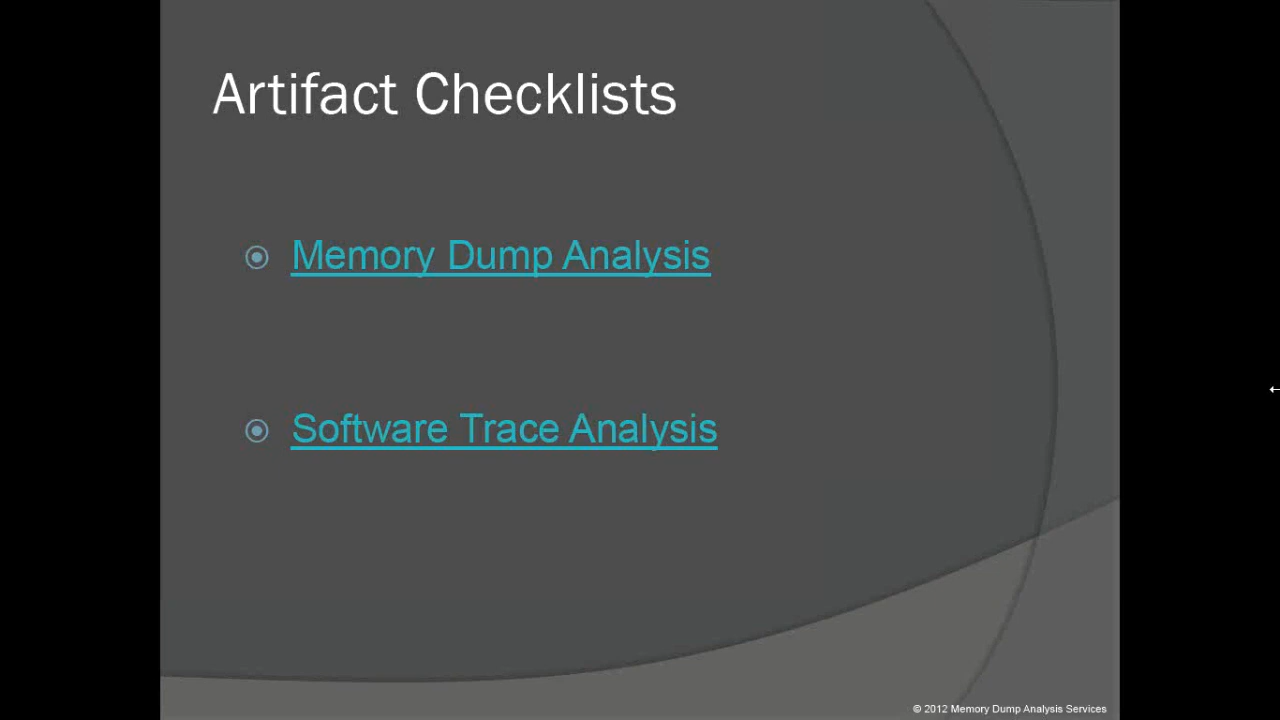 Artifact Checklists
Memory Dump Analysis
Software Trace Analysis
© 2012 Memory Dump Analysis Services